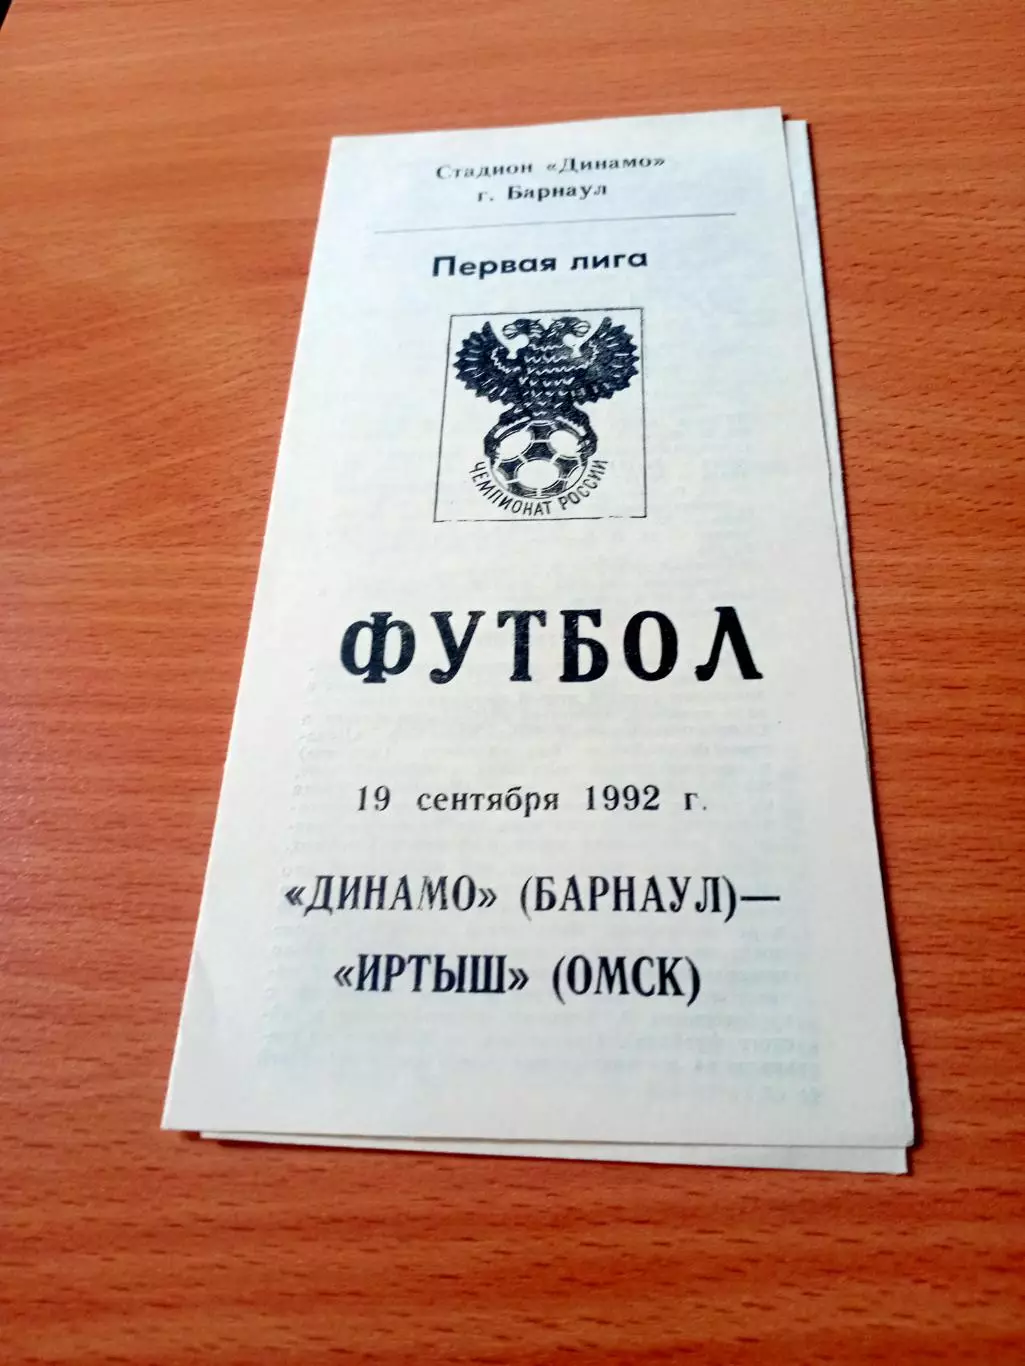 Стадион «Динамо»
г. Барнаул
Первая лига
ЧЕМПИОНАТ РОССИИ
ФУТБОЛ
19 сентября 1992 г.
«ДИНАМО» (БАРНАУЛ)—
«ИРТЫШ» (ОМСК)